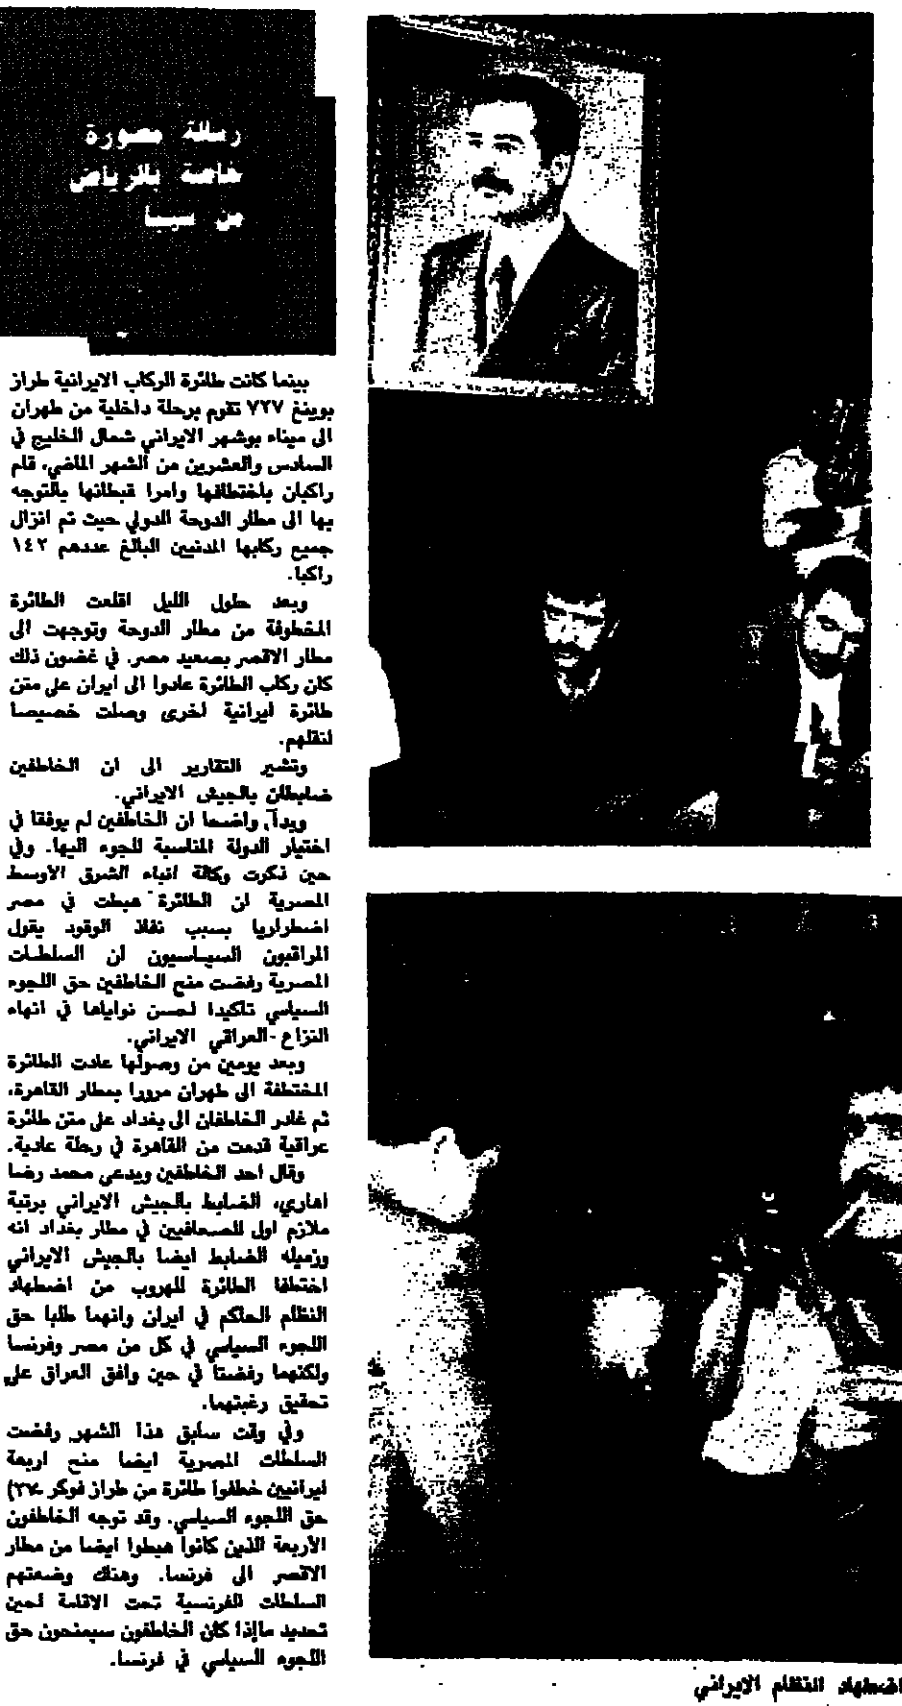 رسالة مصورة
خاصة بالرياض
من سيبا
بينما كانت طائرة الركاب الايرانية طراز
بوينغ ٧٢٧ تقوم برحلة داخلية من طهران
الى ميناء بوشهر الايراني شمال الخليج في
السادس والعشرين من الشهر الماضي، قام
راكبان باختطافها وامرا قبطانها بالتوجه
بها الى مطار الدوحة الدولي حيث تم انزال
جميع ركابها المدنيين البالغ عددهم ١٤٢
راكبا.
وبعد حلول الليل اقلعت الطائرة
المخطوفة من مطار الدوحة وتوجهت الى
مطار الاقصر بصعيد مصر. في غضون ذلك
كان ركاب الطائرة عادوا الى ايران على متن
طائرة ايرانية اخرى وصلت خصيصا
لنقلهم.
وتشير التقارير الى ان الخاطفين
ضابطان بالجيش الايراني.
وبدأ واضحا ان الخاطفين لم يوفقا في
اختيار الدولة المناسبة للجوء اليها. وفي
حين ذكرت وكالة انباء الشرق الاوسط
المصرية ان الطائرة هبطت في مصر
اضطراريا بسبب نفاذ الوقود يقول
المراقبون السياسيون ان السلطات
المصرية رفضت منح الخاطفين حق اللجوء
السياسي تاكيدا لحسن نواياها في انهاء
النزاع -العراقي الايراني.
وبعد يومين من وصولها عادت الطائرة
المختطفة الى طهران مرورا بمطار القاهرة،
ثم غادر الخاطفان الى بغداد على متن طائرة
عراقية قدمت من القاهرة في رحلة عادية.
وقال احد الخاطفين ويدعى محمد رضا
اهاري، الضابط بالجيش الايراني برتبة
ملازم اول للصحافيين في مطار بغداد انه
وزميله الضابط ايضا بالجيش الايراني
اختطفا الطائرة للهروب من اضطهاد
النظام الحاكم في ايران وانهما طلبا حق
اللجوء السياسي في كل من مصر وفرنسا
ولكنهما رفضتا في حين وافق العراق على
تحقيق رغبتهما.
وفي وقت سابق هذا الشهر رفضت
السلطات المصرية ايضا منح اربعة
ايرانيين خطفوا طائرة من طراز فوكر -٢٧)
حق اللجوء السياسي. وقد توجه الخاطفون
الأربعة الذين كانوا هبطوا ايضا من مطار
الاقصر الى فرنسا. وهناك وضعتهم
السلطات الفرنسية تحت الاقامة لحين
تحديد ماإذا كان الخاطفون سيمنحون حق
اللجوء السياسي في فرنسا.
اضطهاد النظام الايراني